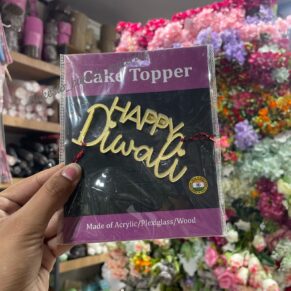 Cake Topper
HAPPY
Diwali
Made of Acrylic/Plexiglass/Wood